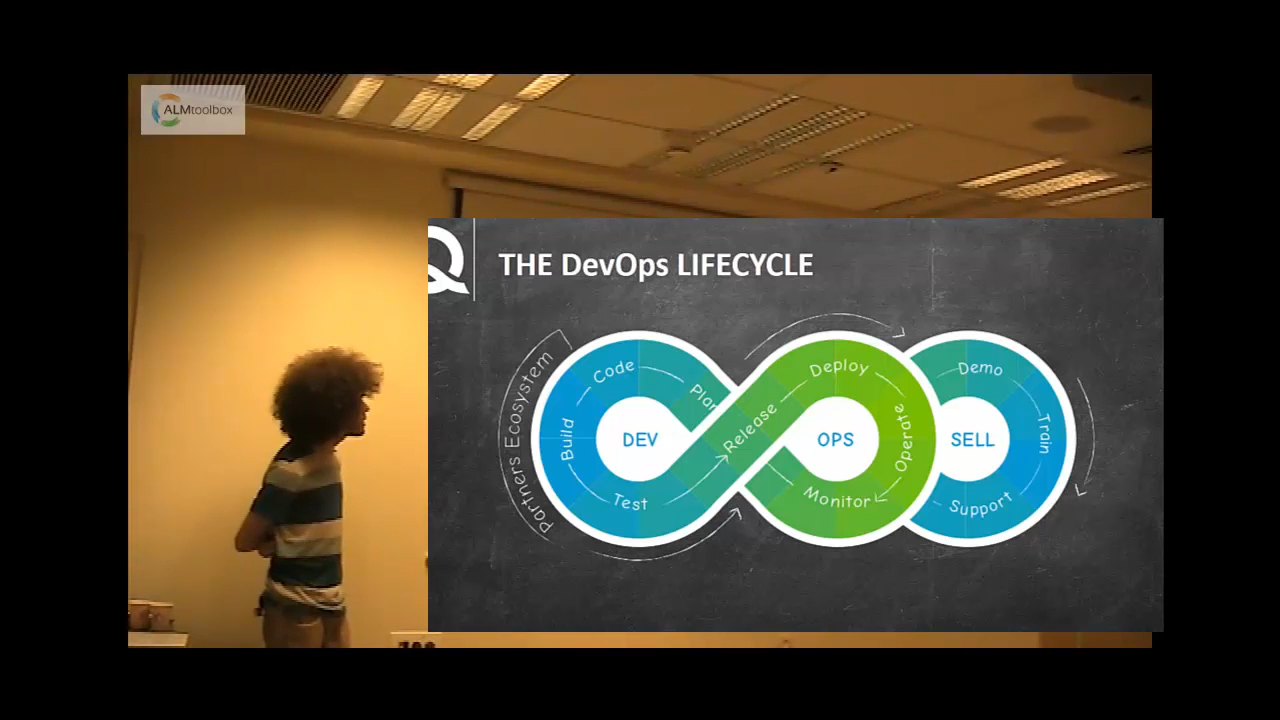 ALMtoolbox
THE DevOps LIFECYCLE
Partners Ecosystem
Code
Plan
Build
DEV
Test
Release
Deploy
OPS
Operate
Monitor
Demo
SELL
Train
Support